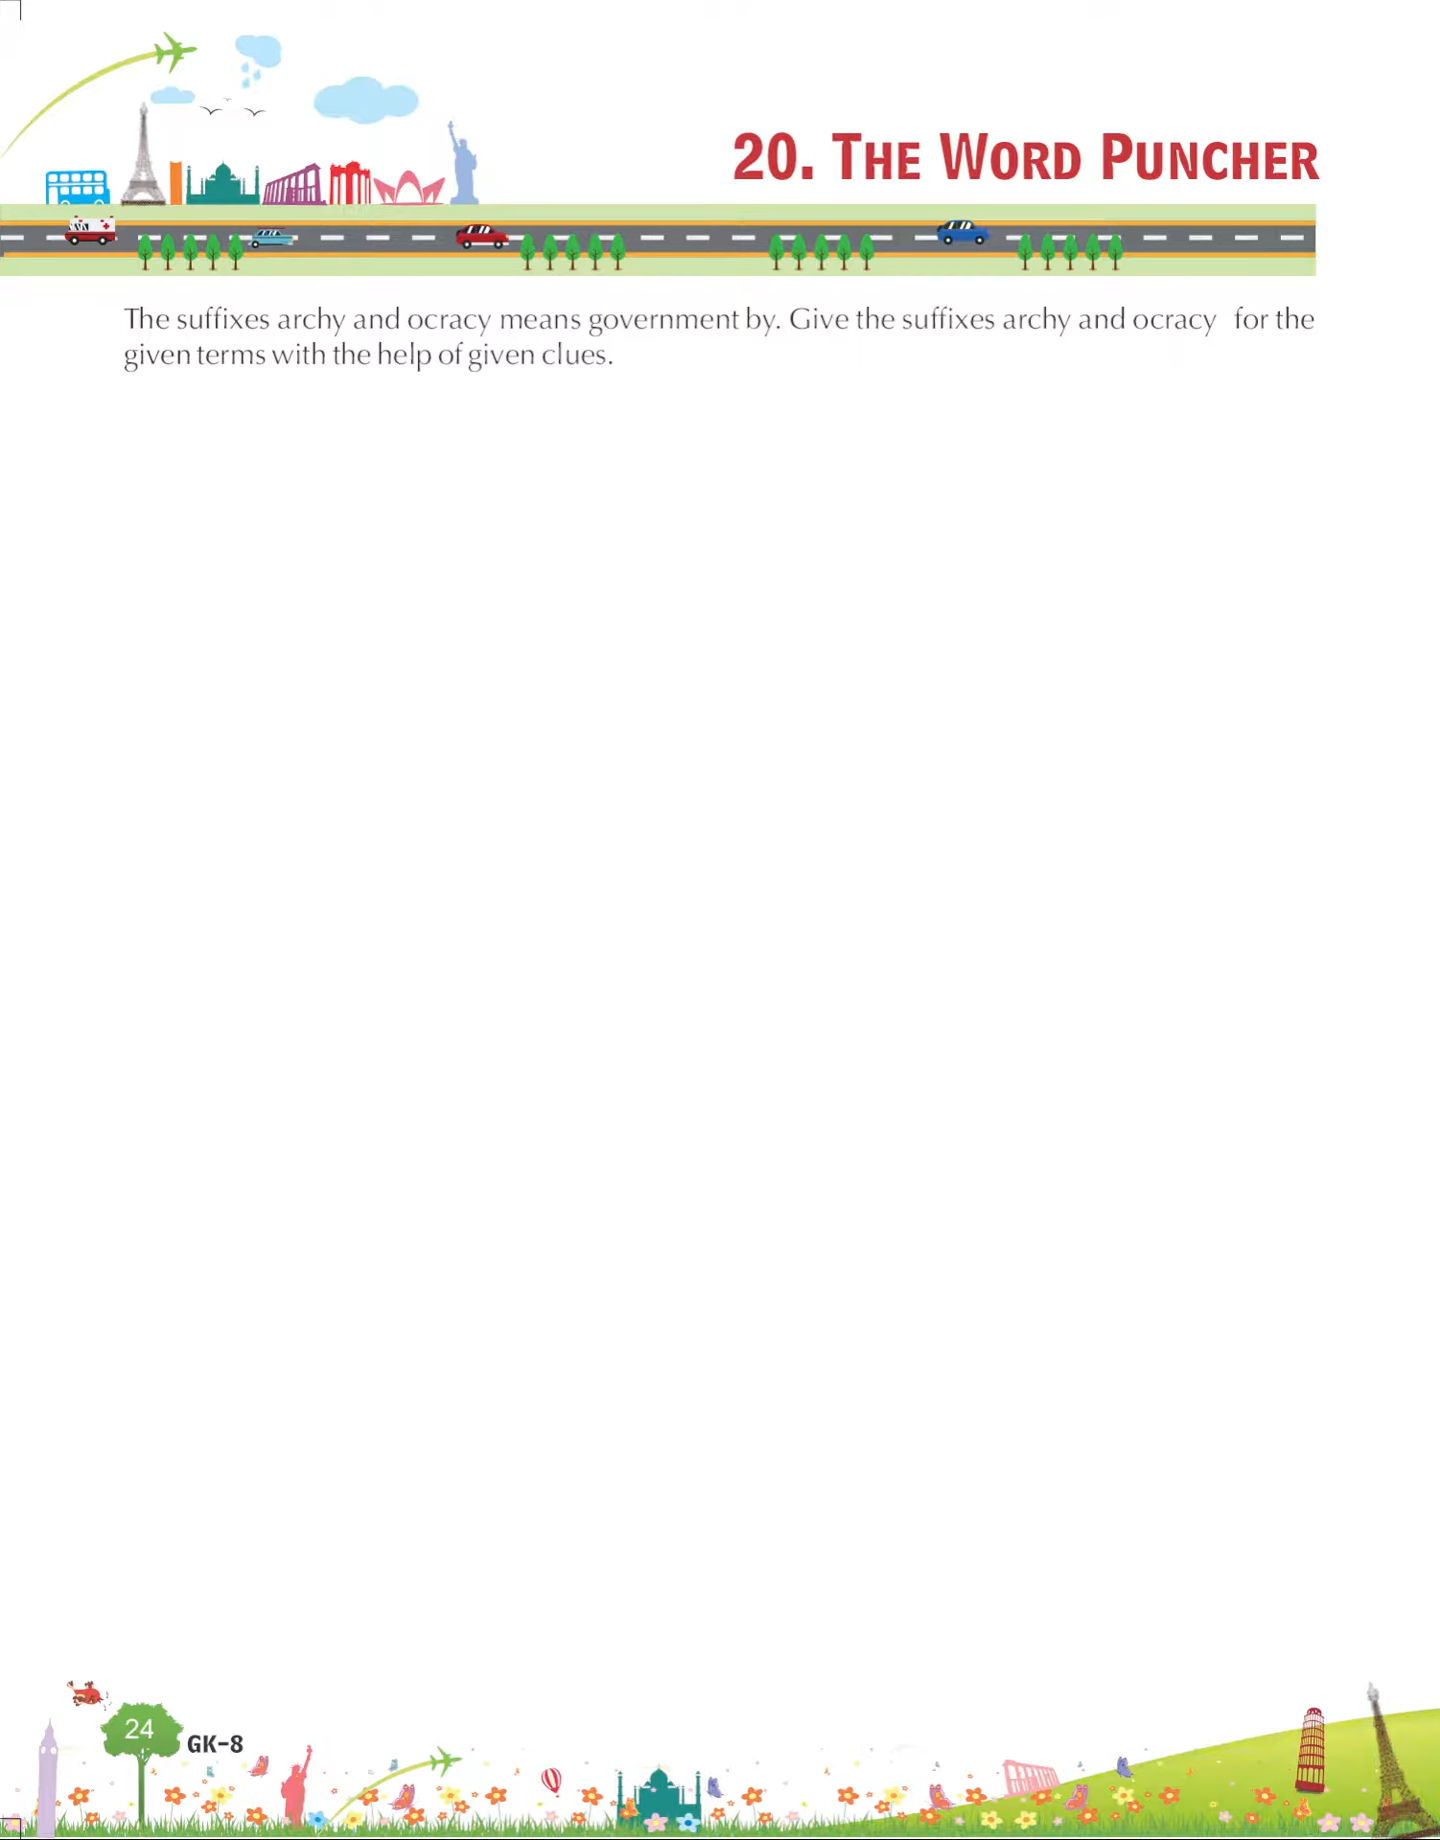 20. THE WORD PUNCHER
The suffixes archy and ocracy means government by. Give the suffixes archy and ocracy for the
given terms with the help of given clues.
24
GK-8